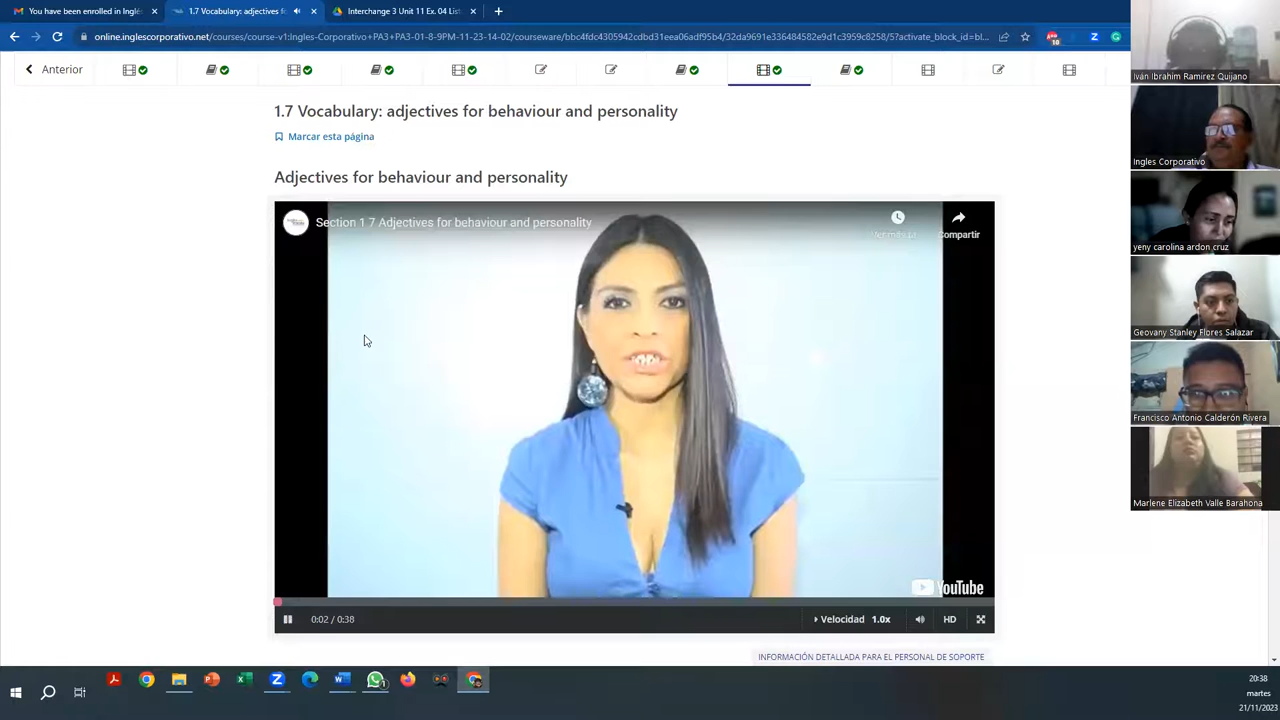 You have been enrolled in Inglé
1.7 Vocabulary: adjectives fo
Interchange 3 Unit 11 Ex. 04 List
online.inglescorporativo.net/courses/course-v1:Ingles-Corporativo+PA3+PA3-01-8-9PM-11-23-14-02/courseware/bbc4fdc4305942cdbd31eea06adf95b4/32da9691e336484582e9d1c3959c8258/5?activate_block_id=bl...
10
Anterior
1.7 Vocabulary: adjectives for behaviour and personality
Marcar esta página
Adjectives for behaviour and personality
Section 1 7 Adjectives for behaviour and personality
Compartir
YouTube
0:02 / 0:38
Velocidad 1.0x
HD
INFORMACIÓN DETALLADA PARA EL PERSONAL DE SOPORTE
Iván Ibrahim Ramirez Quijano
Ingles Corporativo
yeny carolina ardon cruz
Geovany Stanley Flores Salazar
Francisco Antonio Calderón Rivera
Marlene Elizabeth Valle Barahona
20:38
martes
21/11/2023